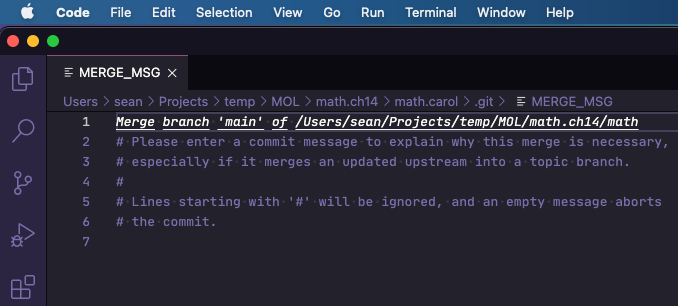 Code File Edit Selection View Go Run Terminal Window Help
MERGE_MSG
Users > sean > Projects > temp > MOL > math.ch14 > math.carol > .git > MERGE_MSG
1 Merge branch 'main' of /Users/sean/Projects/temp/MOL/math.ch14/math
2 # Please enter a commit message to explain why this merge is necessary,
3 # especially if it merges an updated upstream into a topic branch.
4 #
5 # Lines starting with '#' will be ignored, and an empty message aborts
6 # the commit.
7